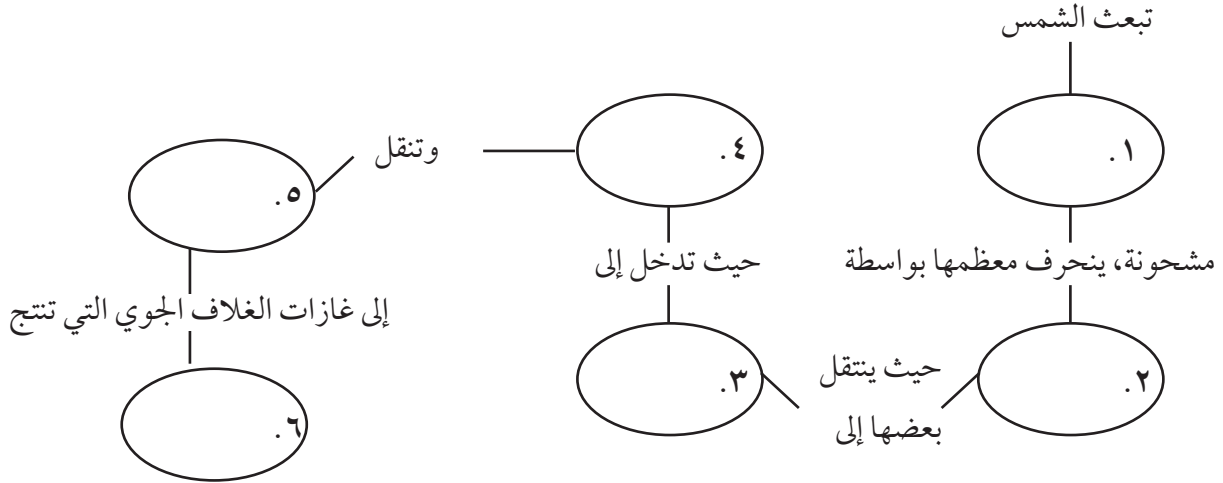 تبعث الشمس
١.
مشحونة، ينحرف معظمها بواسطة
٢.
حيث ينتقل
بعضها إلى
٣.
حيث تدخل إلى
٤.
وتنقل
٥.
إلى غازات الغلاف الجوي التي تنتج
٦.